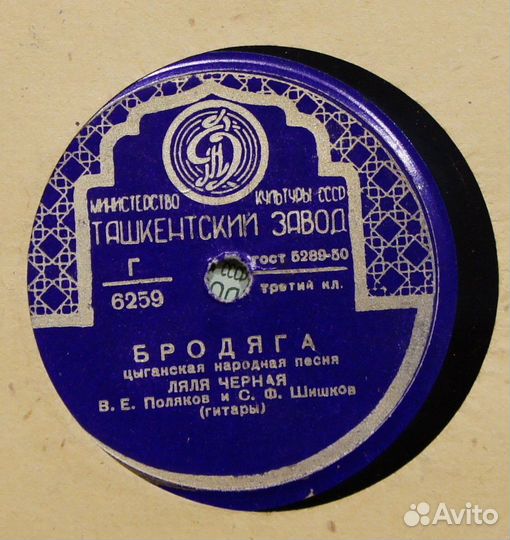 МИНИСТЕРСТВО КУЛЬТУРЫ СССР
ТАШКЕНТСКИЙ ЗАВОД
Г
6259
ГОСТ 5289-50
третий кл.
БРОДЯГА
цыганская народная песня
ЛЯЛЯ ЧЕРНАЯ
В. Е. Поляков и С. Ф. Шишков
(гитары)
Avito